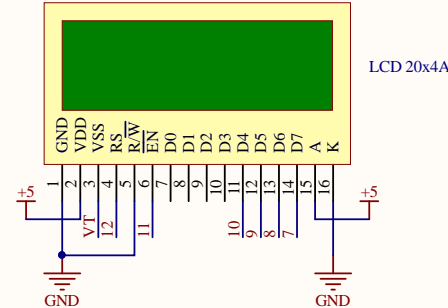 LCD 20x4A
GND VDD VSS RS R/W EN D0 D1 D2 D3 D4 D5 D6 D7 A K
1 2 3 4 5 6 7 8 9 10 11 12 13 14 15 16
+5 +5
VT 12 11 10 9 8 7
GND GND